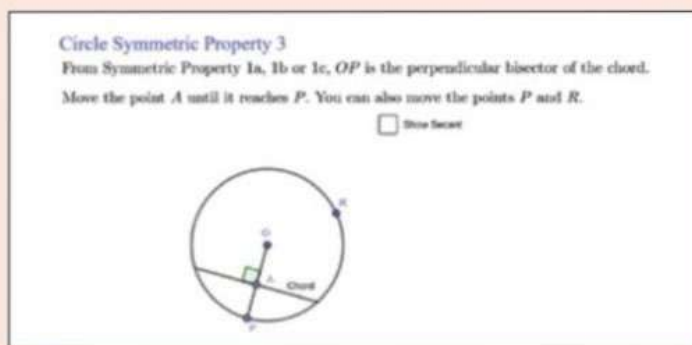 Circle Symmetric Property 3
From Symmetric Property 1a, 1b or 1c, OP is the perpendicular bisector of the chord.
Move the point A until it reaches P. You can also move the points P and R.
Show Secant
R
O
A
Chord
P